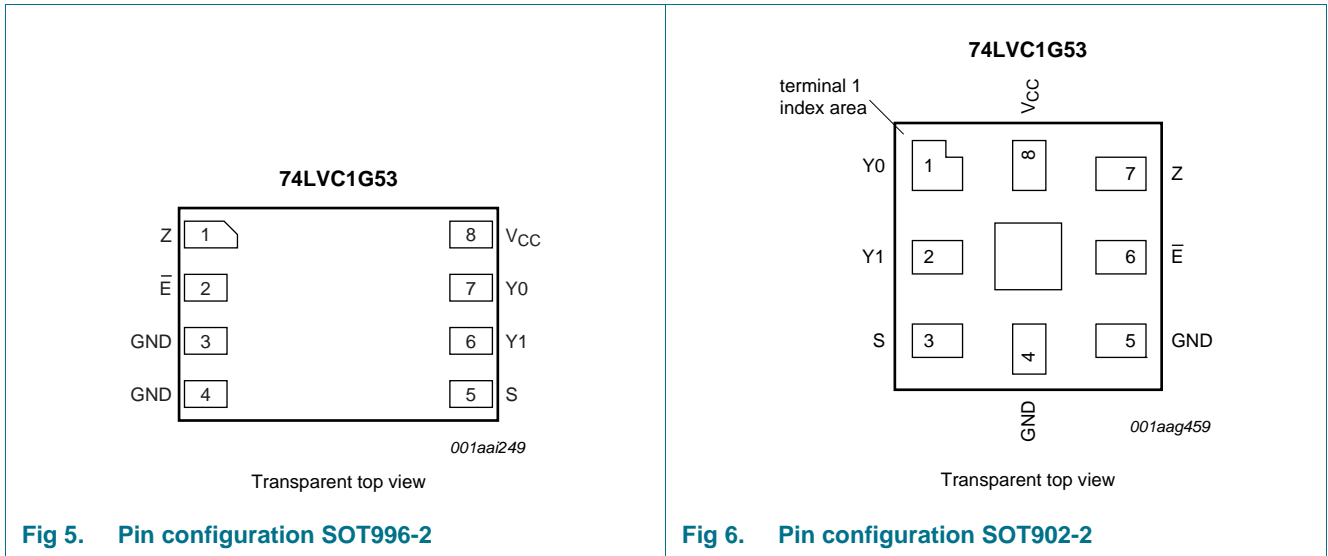 74LVC1G53
Z 1 8 VCC
E̅ 2 7 Y0
GND 3 6 Y1
GND 4 5 S
001aai249
Transparent top view
Fig 5. Pin configuration SOT996-2
74LVC1G53
terminal 1
index area
VCC
Y0 1 8 7 Z
Y1 2 6 E̅
S 3 4 5 GND
GND
001aag459
Transparent top view
Fig 6. Pin configuration SOT902-2